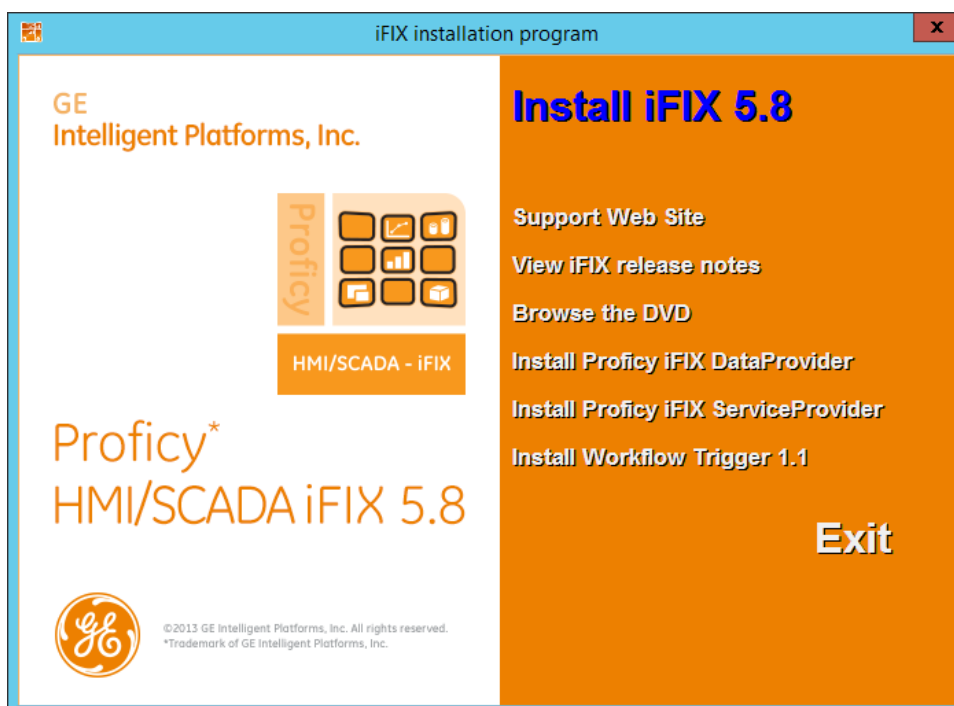 iFIX installation program
x
GE
Intelligent Platforms, Inc.
Proficy
HMI/SCADA - iFIX
Proficy*
HMI/SCADA iFIX 5.8
GE
©2013 GE Intelligent Platforms, Inc. All rights reserved.
*Trademark of GE Intelligent Platforms, Inc.
Install iFIX 5.8
Support Web Site
View iFIX release notes
Browse the DVD
Install Proficy iFIX DataProvider
Install Proficy iFIX ServiceProvider
Install Workflow Trigger 1.1
Exit